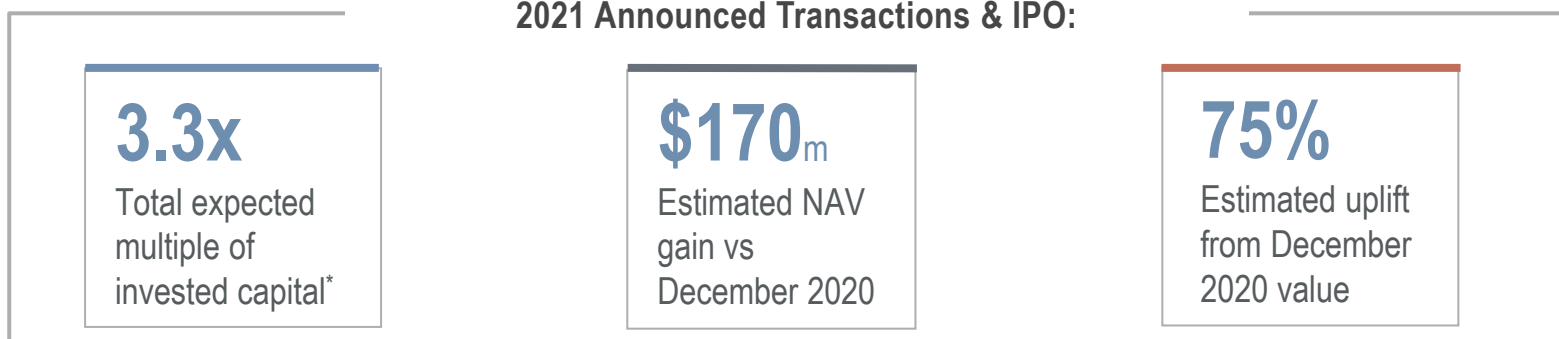 2021 Announced Transactions & IPO:
3.3x
Total expected
multiple of
invested capital*
$170m
Estimated NAV
gain vs
December 2020
75%
Estimated uplift
from December
2020 value